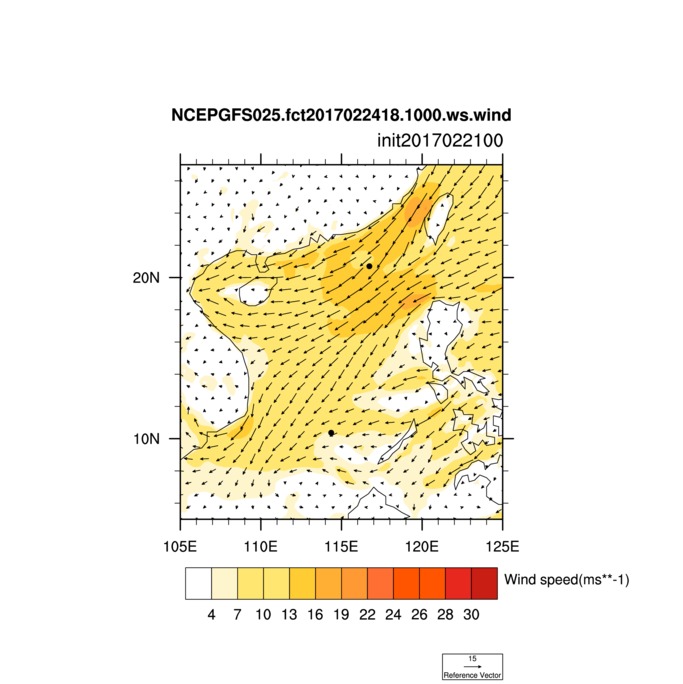 NCEPGFS025.fct2017022418.1000.ws.wind
init2017022100
20N
10N
105E 110E 115E 120E 125E
4 7 10 13 16 19 22 24 26 28 30
Wind speed(ms**-1)
15
Reference Vector